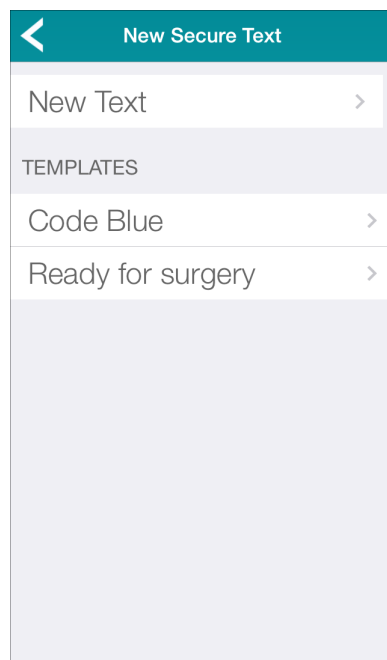 New Secure Text
New Text
TEMPLATES
Code Blue
Ready for surgery